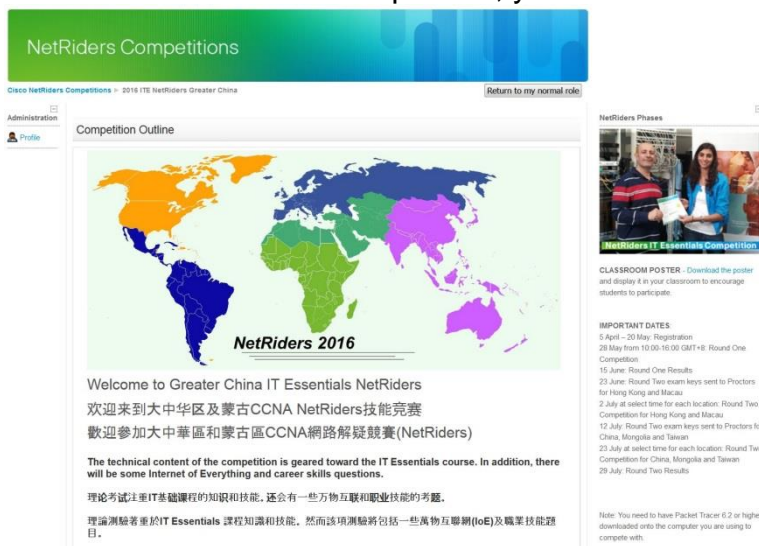 NetRiders Competitions
Cisco NetRiders Competitions ► 2016 ITE NetRiders Greater China
Return to my normal role
Administration
Profile
Competition Outline
NetRiders 2016
Welcome to Greater China IT Essentials NetRiders
欢迎来到大中华区及蒙古CCNA NetRiders技能竞赛
歡迎參加大中華區和蒙古區CCNA網路解疑競賽(NetRiders)
The technical content of the competition is geared toward the IT Essentials course. In addition, there
will be some Internet of Everything and career skills questions.
理论考试注重IT基础课程的知识和技能。还会有一些万物互联和职业技能的考题。
理論測驗著重於IT Essentials 課程知識和技能。然而該項測驗將包括一些萬物互聯網(IoE)及職業技能題
目。
NetRiders Phases
NetRiders IT Essentials Competition
CLASSROOM POSTER - Download the poster
and display it in your classroom to encourage
students to participate.
IMPORTANT DATES
5 April – 20 May: Registration
28 May from 10:00-16:00 GMT+8: Round One
Competition
15 June: Round One Results
23 June: Round Two exam keys sent to Proctors
for Hong Kong and Macau
2 July at select time for each location: Round Two
Competition for Hong Kong and Macau
12 July: Round Two exam keys sent to Proctors for
China, Mongolia and Taiwan
23 July at select time for each location: Round Two
Competition for China, Mongolia and Taiwan
29 July: Round Two Results
Note: You need to have Packet Tracer 6.2 or higher
downloaded onto the computer you are using to
compete with.